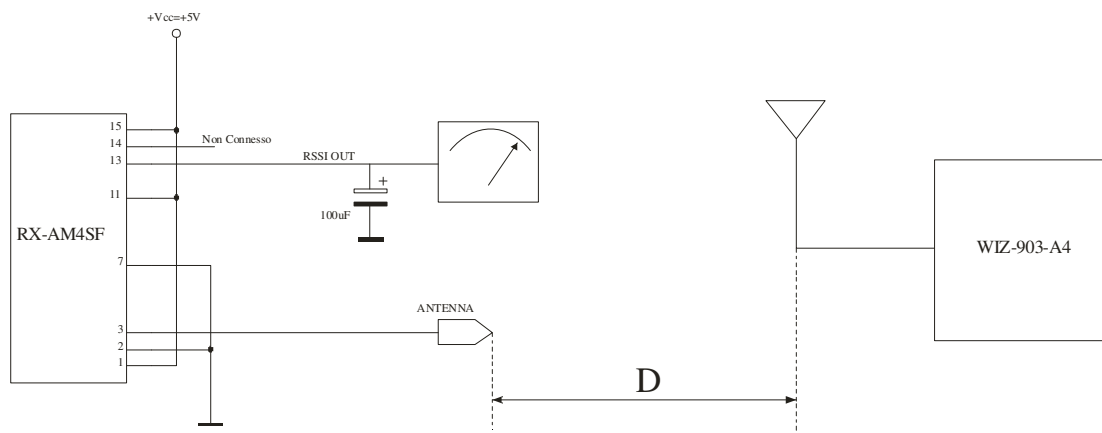 +Vcc=+5V
15
14
Non Connesso
13
RSSI OUT
+
11
100uF
RX-AM4SF
WIZ-903-A4
7
ANTENNA
3
2
1
D